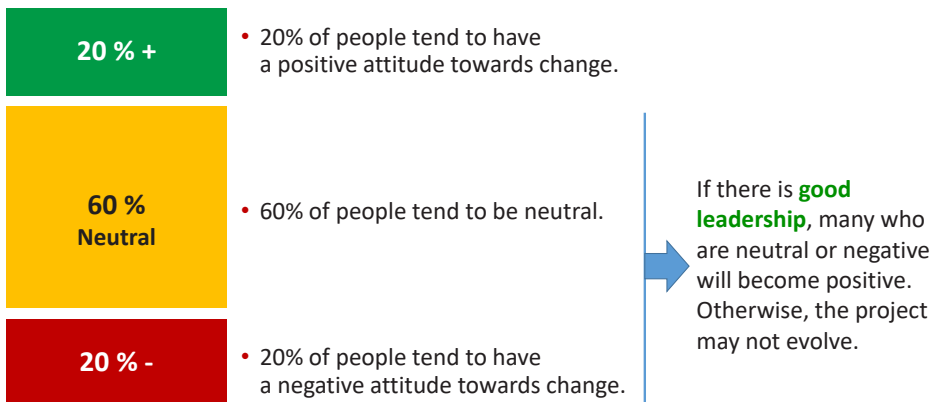 20 % +
• 20% of people tend to have
a positive attitude towards change.
60 %
Neutral
• 60% of people tend to be neutral.
20 % -
• 20% of people tend to have
a negative attitude towards change.
If there is good
leadership, many who
are neutral or negative
will become positive.
Otherwise, the project
may not evolve.